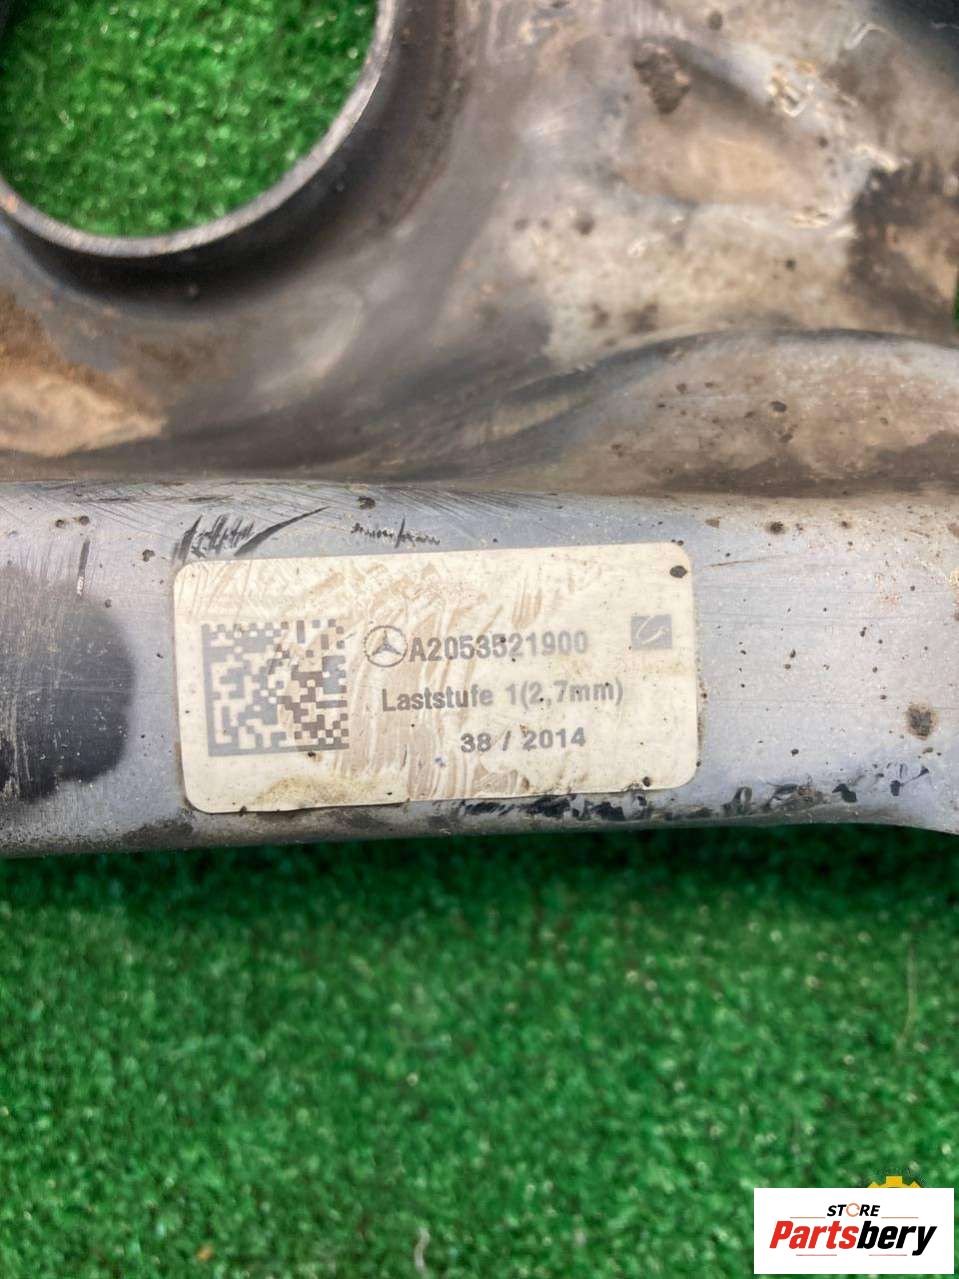 A2053521900
Laststufe 1(2,7mm)
38 / 2014
STORE
Partsbery